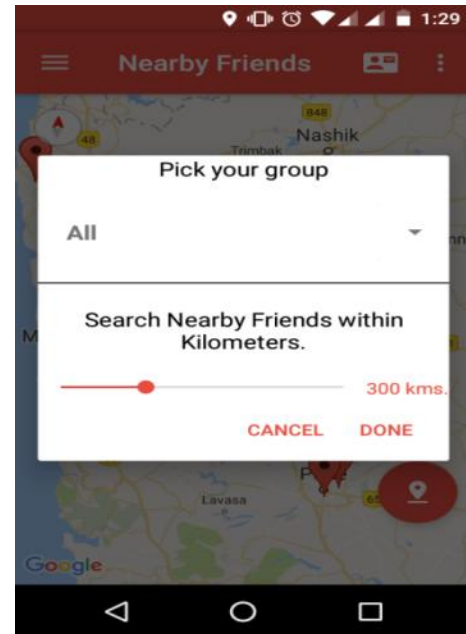 1:29
Nearby Friends
848
48
Nashik
Trimbak
Pick your group
All
Search Nearby Friends within
Kilometers.
300 kms.
CANCEL DONE
Lavasa
Google